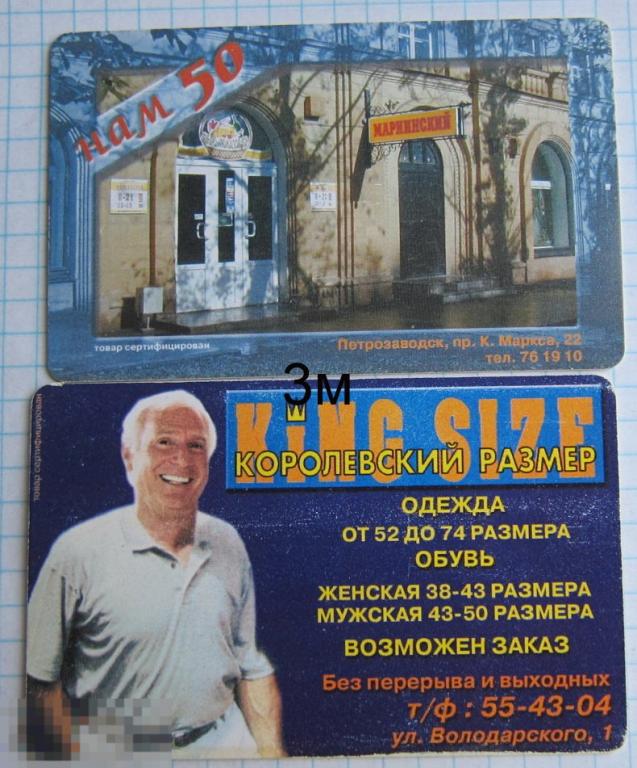 нам 50
МАРИИНСКИЙ
товар сертифицирован
Петрозаводск, пр. К. Маркса, 22
тел. 76 19 10
3м
товар сертифицирован
KING SIZE
КОРОЛЕВСКИЙ РАЗМЕР
ОДЕЖДА
ОТ 52 ДО 74 РАЗМЕРА
ОБУВЬ
ЖЕНСКАЯ 38-43 РАЗМЕРА
МУЖСКАЯ 43-50 РАЗМЕРА
ВОЗМОЖЕН ЗАКАЗ
Без перерыва и выходных
т/ф : 55-43-04
ул. Володарского, 1